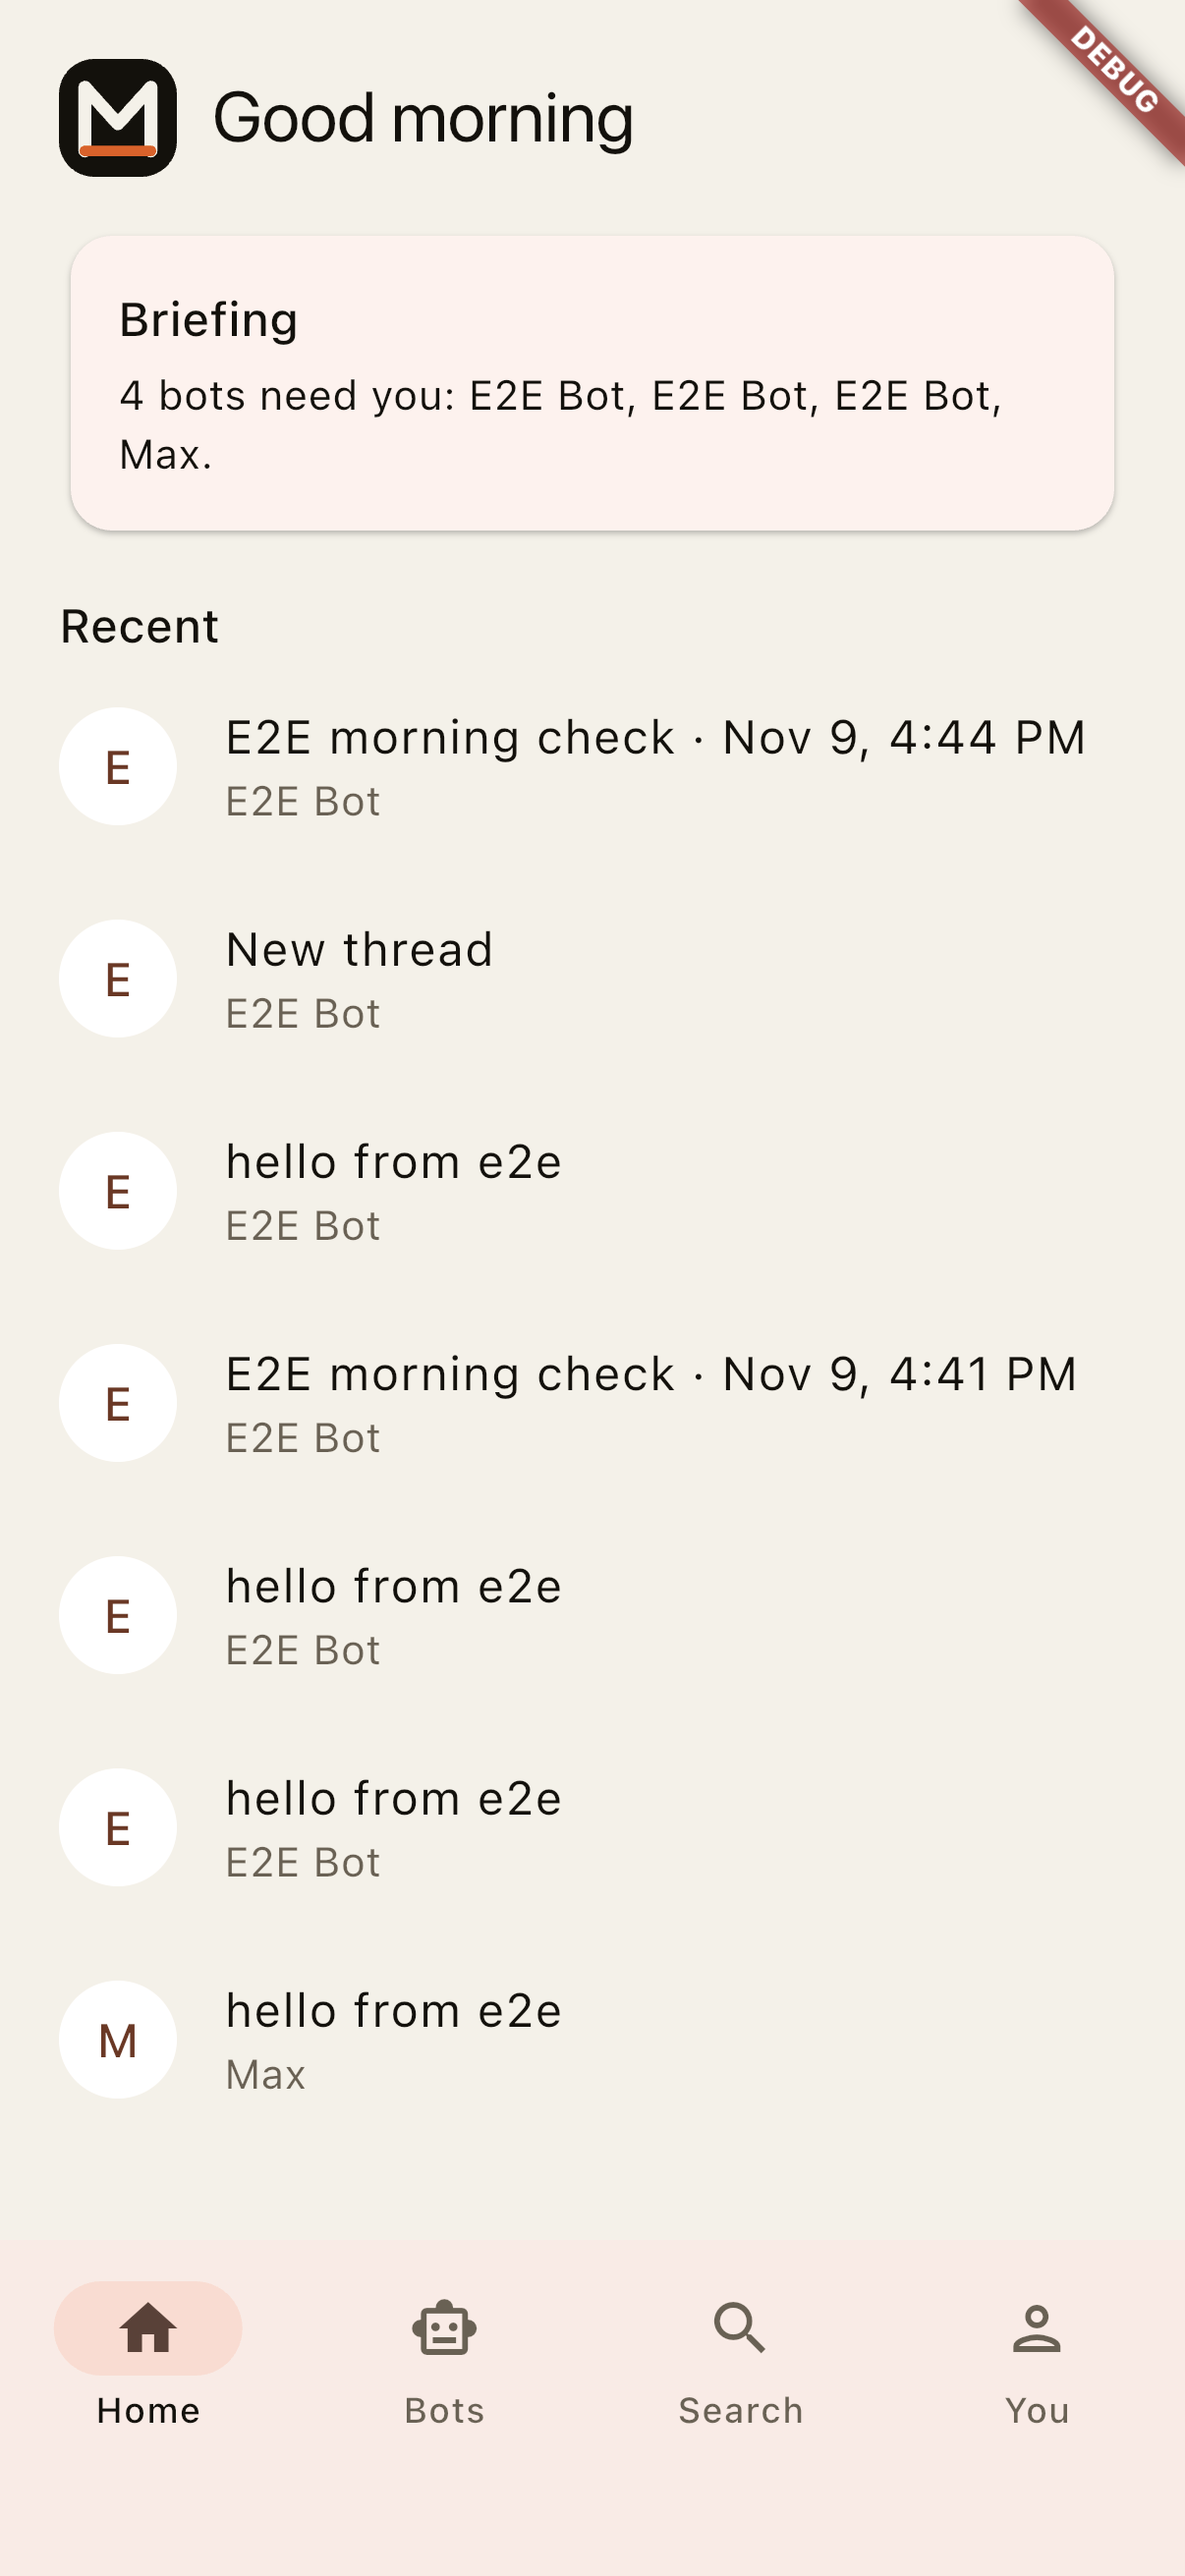 DEBUG
M Good morning
Briefing
4 bots need you: E2E Bot, E2E Bot, E2E Bot,
Max.
Recent
E
E2E morning check · Nov 9, 4:44 PM
E2E Bot
E
New thread
E2E Bot
E
hello from e2e
E2E Bot
E
E2E morning check · Nov 9, 4:41 PM
E2E Bot
E
hello from e2e
E2E Bot
E
hello from e2e
E2E Bot
M
hello from e2e
Max
Home Bots Search You